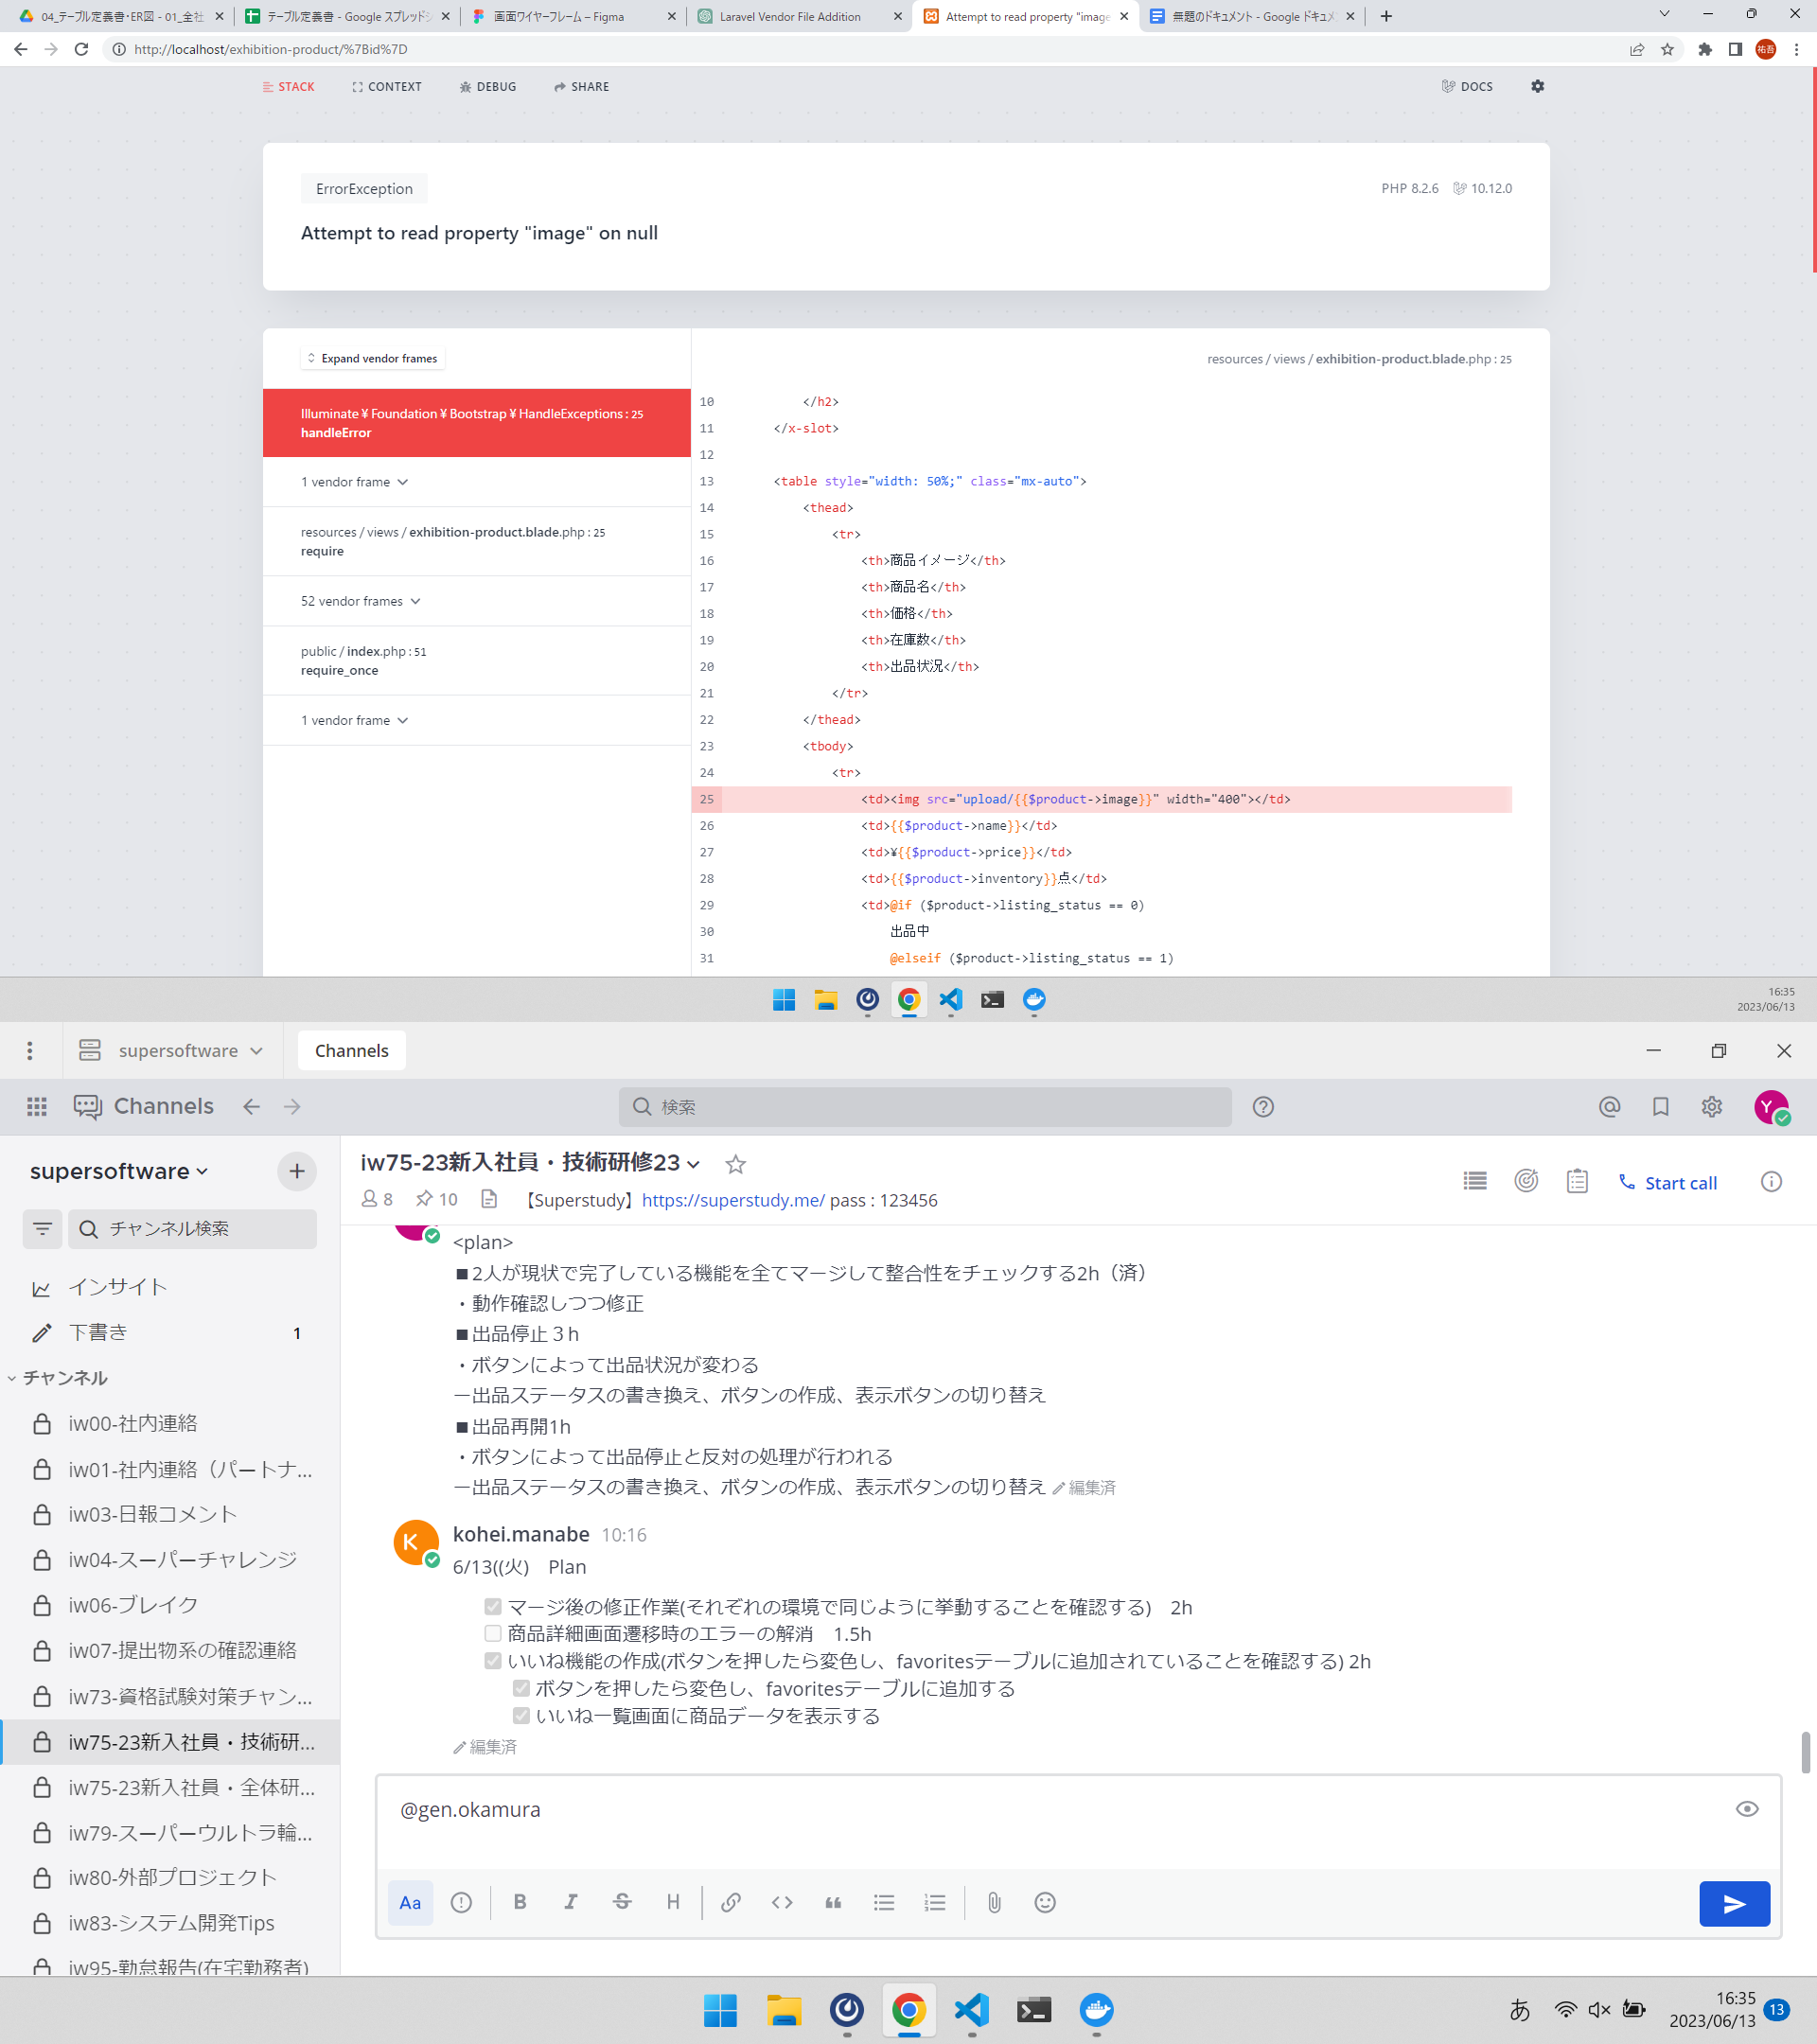 04_テーブル定義書・ER図 - 01_全社
テーブル定義書 - Google スプレッドシ
画面ワイヤーフレーム – Figma
Laravel Vendor File Addition
Attempt to read property "image
無題のドキュメント - Google ドキュメ
http://localhost/exhibition-product/%7Bid%7D
祐吾
STACK
CONTEXT
DEBUG
SHARE
DOCS
ErrorException
PHP 8.2.6
10.12.0
Attempt to read property "image" on null
Expand vendor frames
resources / views / exhibition-product.blade.php : 25
Illuminate ¥ Foundation ¥ Bootstrap ¥ HandleExceptions : 25
handleError
1 vendor frame
resources / views / exhibition-product.blade.php : 25
require
52 vendor frames
public / index.php : 51
require_once
1 vendor frame
10 </h2>
11 </x-slot>
12
13 <table style="width: 50%;" class="mx-auto">
14 <thead>
15 <tr>
16 <th>商品イメージ</th>
17 <th>商品名</th>
18 <th>価格</th>
19 <th>在庫数</th>
20 <th>出品状況</th>
21 </tr>
22 </thead>
23 <tbody>
24 <tr>
25 <td><img src="upload/{{$product->image}}" width="400"></td>
26 <td>{{$product->name}}</td>
27 <td>¥{{$product->price}}</td>
28 <td>{{$product->inventory}}点</td>
29 <td>@if ($product->listing_status == 0)
30 出品中
31 @elseif ($product->listing_status == 1)
16:35
2023/06/13
supersoftware
Channels
Channels
検索
Y
supersoftware
チャンネル検索
インサイト
下書き 1
チャンネル
iw00-社内連絡
iw01-社内連絡（パートナ...
iw03-日報コメント
iw04-スーパーチャレンジ
iw06-ブレイク
iw07-提出物系の確認連絡
iw73-資格試験対策チャン...
iw75-23新入社員・技術研...
iw75-23新入社員・全体研...
iw79-スーパーウルトラ輪...
iw80-外部プロジェクト
iw83-システム開発Tips
iw95-勤怠報告(在宅勤務者)
iw75-23新入社員・技術研修23
8
10
【Superstudy】https://superstudy.me/ pass : 123456
Start call
<plan>
■2人が現状で完了している機能を全てマージして整合性をチェックする2h（済）
・動作確認しつつ修正
■出品停止３h
・ボタンによって出品状況が変わる
ー出品ステータスの書き換え、ボタンの作成、表示ボタンの切り替え
■出品再開1h
・ボタンによって出品停止と反対の処理が行われる
ー出品ステータスの書き換え、ボタンの作成、表示ボタンの切り替え 編集済
K
kohei.manabe 10:16
6/13((火)　Plan
マージ後の修正作業(それぞれの環境で同じように挙動することを確認する)　2h
商品詳細画面遷移時のエラーの解消　1.5h
いいね機能の作成(ボタンを押したら変色し、favoritesテーブルに追加されていることを確認する) 2h
ボタンを押したら変色し、favoritesテーブルに追加する
いいね一覧画面に商品データを表示する
編集済
@gen.okamura
Aa
B
I
S
H
あ
16:35
2023/06/13
13